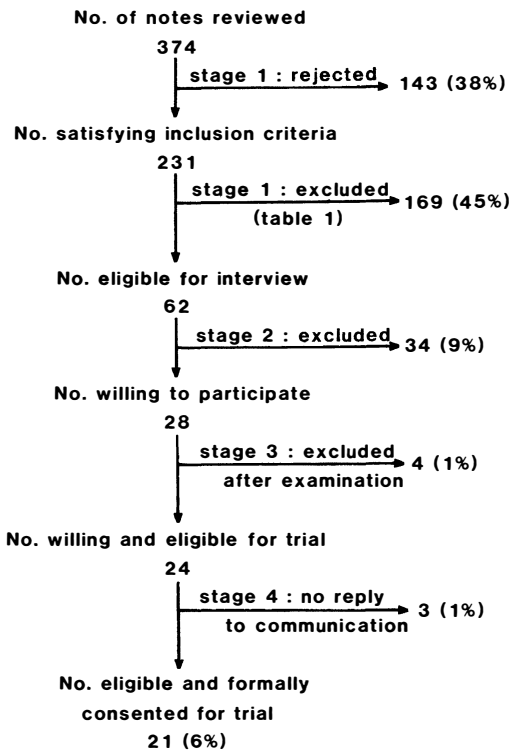 No. of notes reviewed
374
stage 1 : rejected
143 (38%)
No. satisfying inclusion criteria
231
stage 1 : excluded
169 (45%)
(table 1)
No. eligible for interview
62
stage 2 : excluded
34 (9%)
No. willing to participate
28
stage 3 : excluded
4 (1%)
after examination
No. willing and eligible for trial
24
stage 4 : no reply
3 (1%)
to communication
No. eligible and formally
consented for trial
21 (6%)